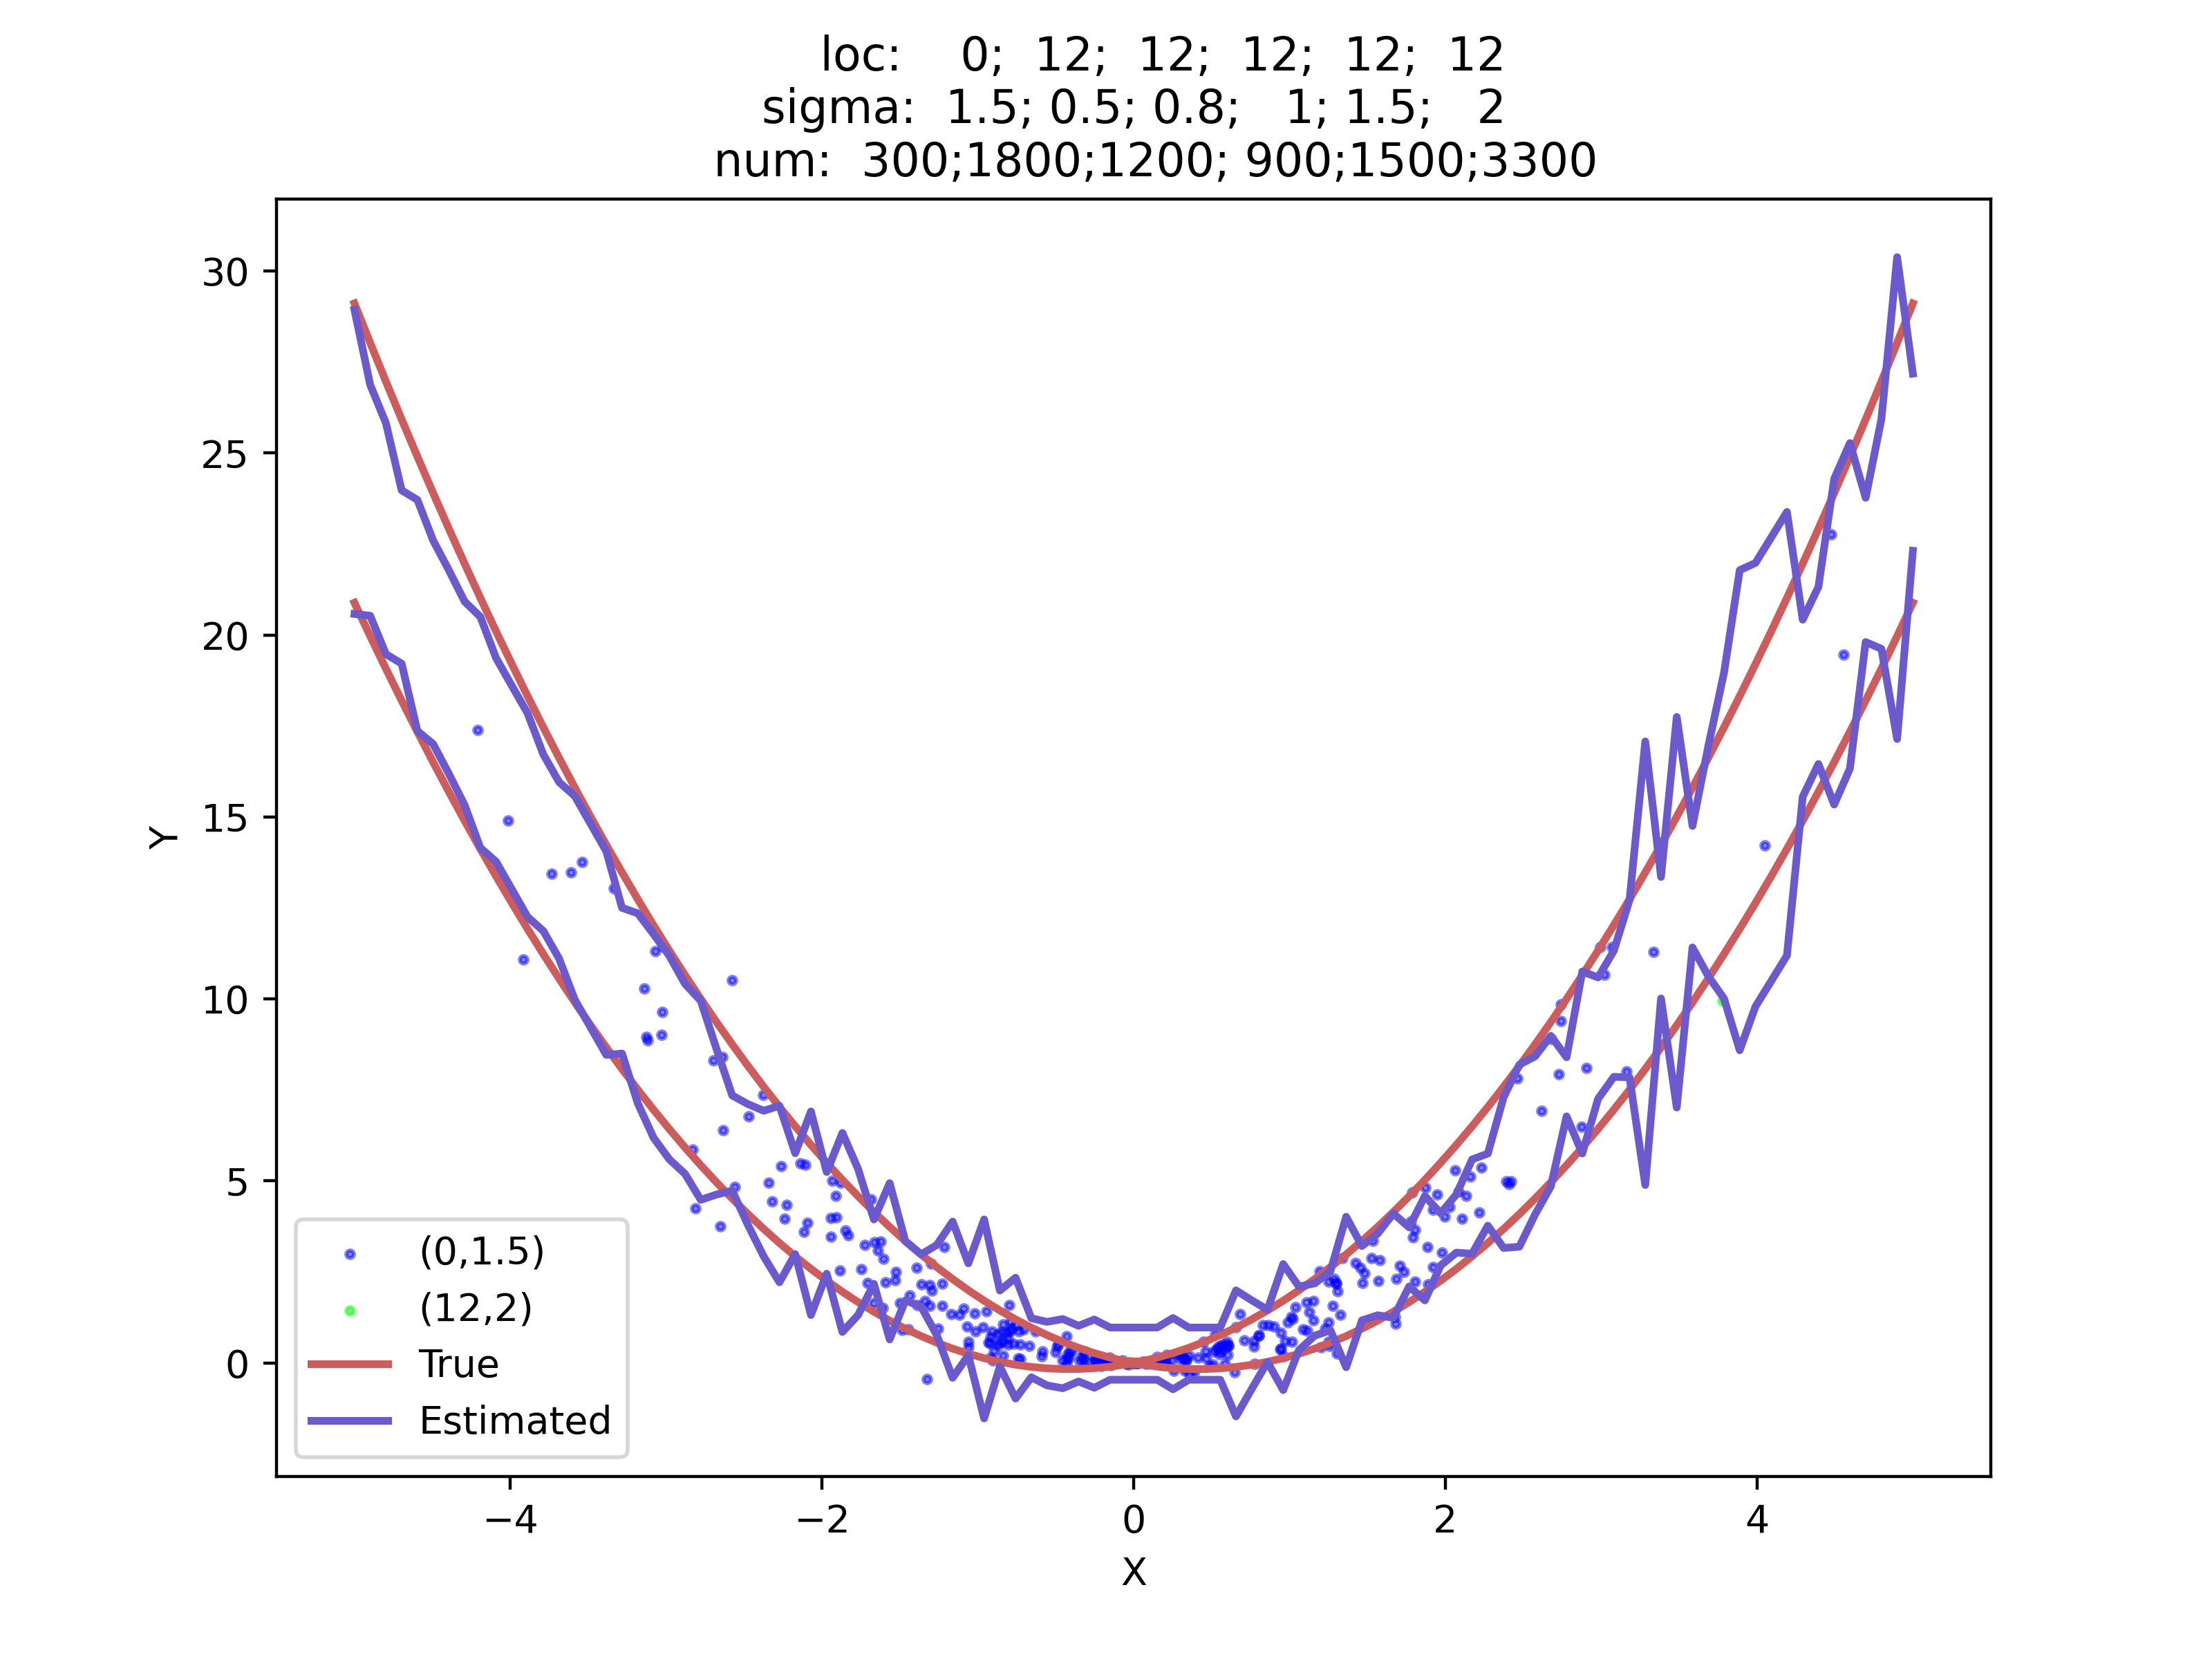 loc: 0; 12; 12; 12; 12; 12
sigma: 1.5; 0.5; 0.8; 1; 1.5; 2
num: 300;1800;1200; 900;1500;3300
30
25
20
15
10
5
0
Y
(0,1.5)
(12,2)
True
Estimated
−4 −2 0 2 4
X